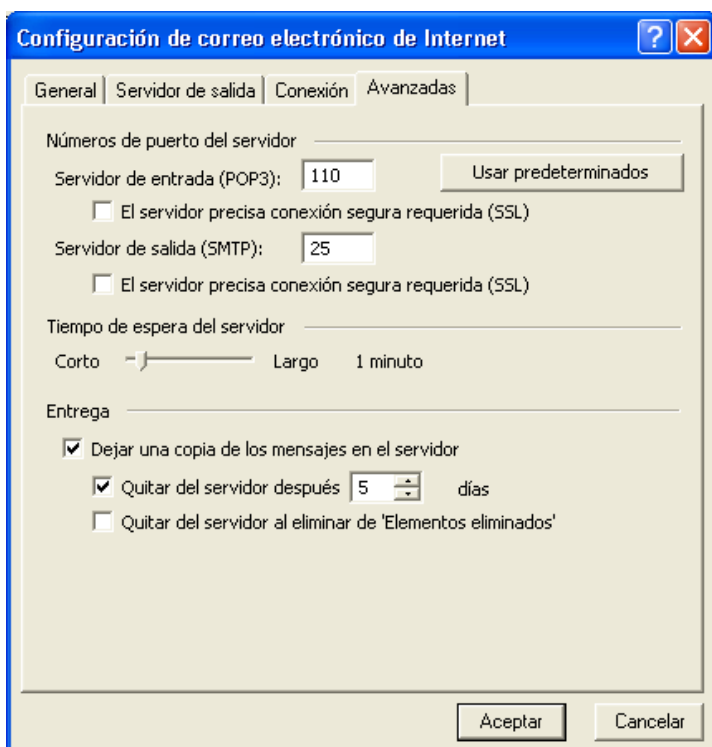 Configuración de correo electrónico de Internet
General Servidor de salida Conexión Avanzadas
Números de puerto del servidor
Servidor de entrada (POP3): 110 Usar predeterminados
El servidor precisa conexión segura requerida (SSL)
Servidor de salida (SMTP): 25
El servidor precisa conexión segura requerida (SSL)
Tiempo de espera del servidor
Corto Largo 1 minuto
Entrega
Dejar una copia de los mensajes en el servidor
Quitar del servidor después 5 días
Quitar del servidor al eliminar de 'Elementos eliminados'
Aceptar Cancelar